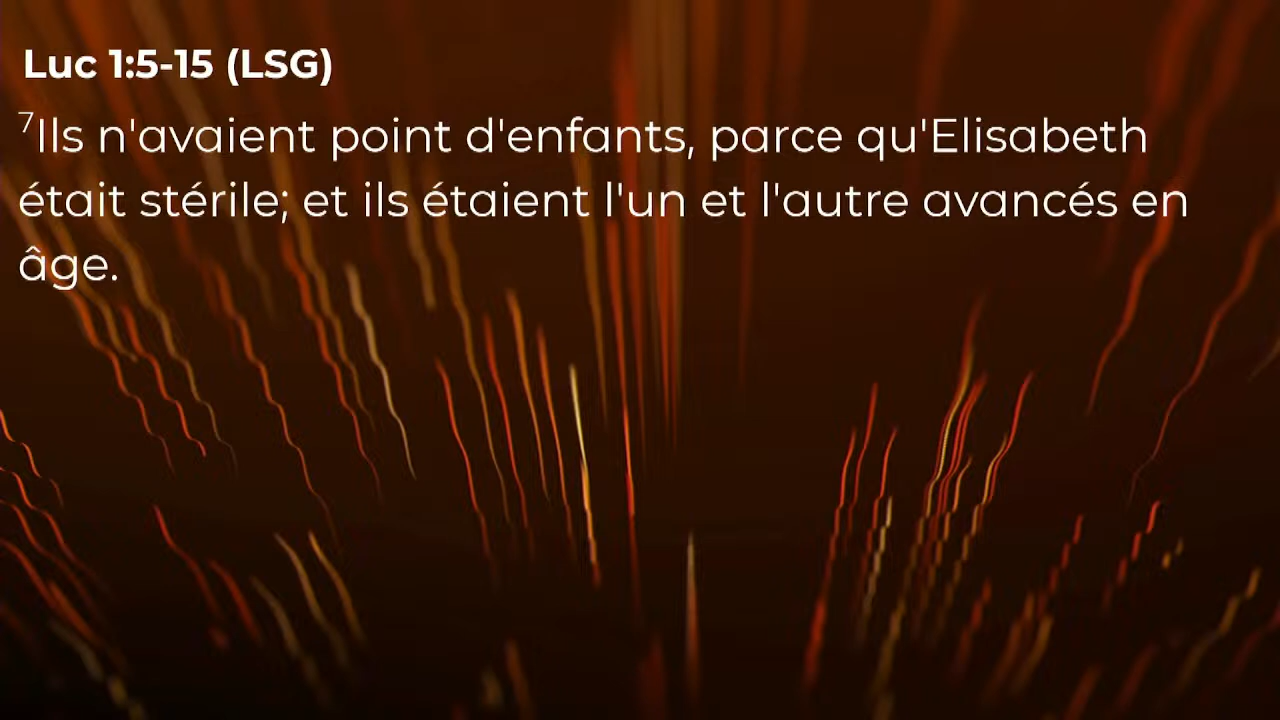 Luc 1:5-15 (LSG)
⁷Ils n'avaient point d'enfants, parce qu'Elisabeth
était stérile; et ils étaient l'un et l'autre avancés en
âge.